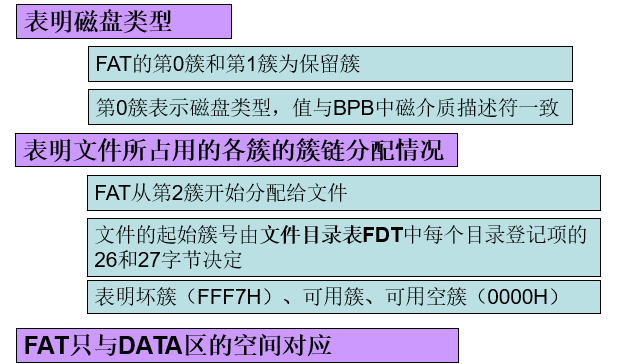 表明磁盘类型
FAT的第0簇和第1簇为保留簇
第0簇表示磁盘类型，值与BPB中磁介质描述符一致
表明文件所占用的各簇的簇链分配情况
FAT从第2簇开始分配给文件
文件的起始簇号由文件目录表FDT中每个目录登记项的
26和27字节决定
表明坏簇（FFF7H）、可用簇、可用空簇（0000H）
FAT只与DATA区的空间对应